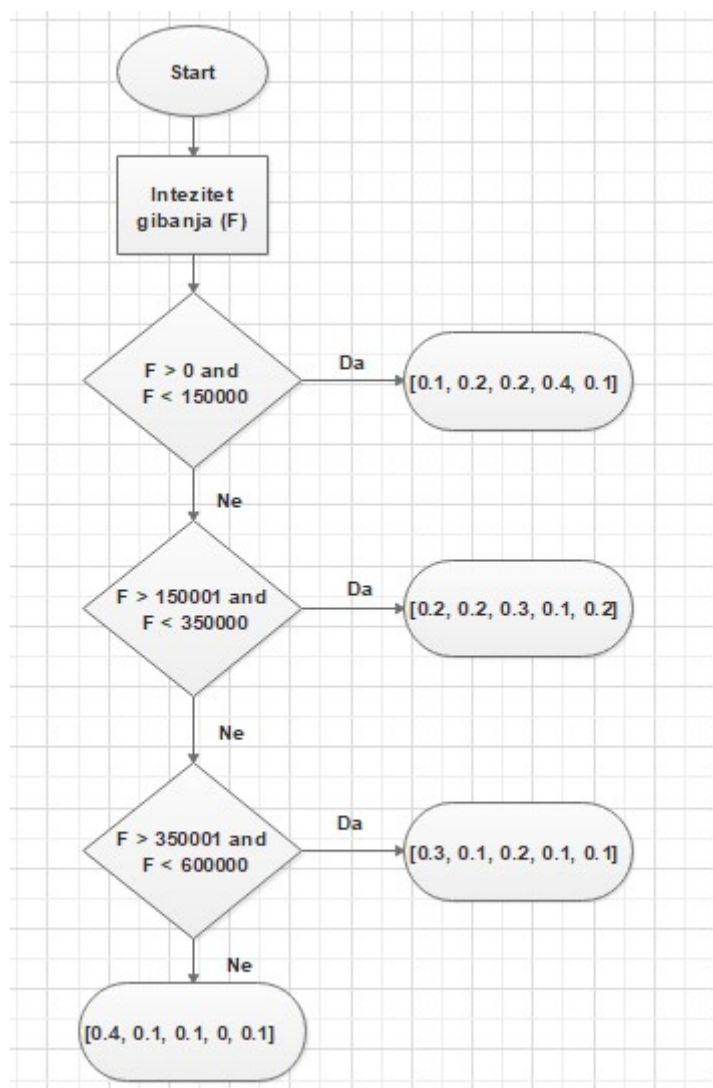 Start
Intezitet
gibanja (F)
F > 0 and
F < 150000
Da
[0.1, 0.2, 0.2, 0.4, 0.1]
Ne
F > 150001 and
F < 350000
Da
[0.2, 0.2, 0.3, 0.1, 0.2]
Ne
F > 350001 and
F < 600000
Da
[0.3, 0.1, 0.2, 0.1, 0.1]
Ne
[0.4, 0.1, 0.1, 0, 0.1]